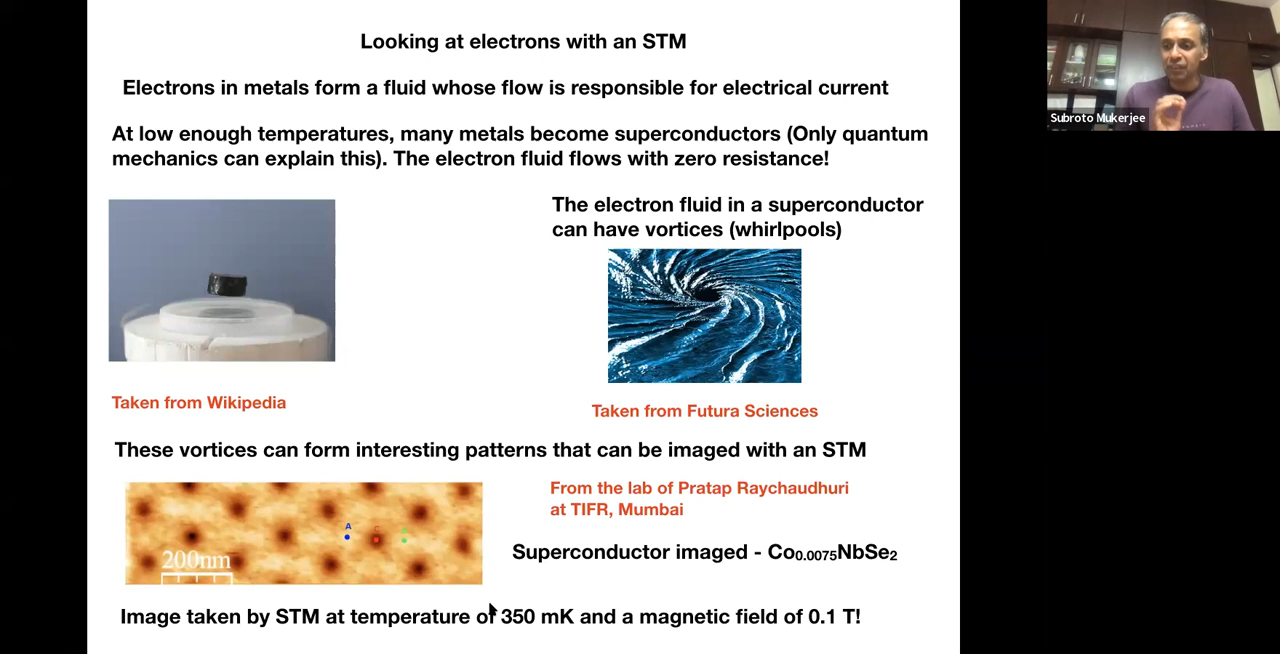 Looking at electrons with an STM
Electrons in metals form a fluid whose flow is responsible for electrical current
At low enough temperatures, many metals become superconductors (Only quantum
mechanics can explain this). The electron fluid flows with zero resistance!
The electron fluid in a superconductor
can have vortices (whirlpools)
Taken from Wikipedia
Taken from Futura Sciences
These vortices can form interesting patterns that can be imaged with an STM
From the lab of Pratap Raychaudhuri
at TIFR, Mumbai
A
200nm
Superconductor imaged - Co₀.₀₀₇₅NbSe₂
Image taken by STM at temperature of 350 mK and a magnetic field of 0.1 T!
Subroto Mukerjee